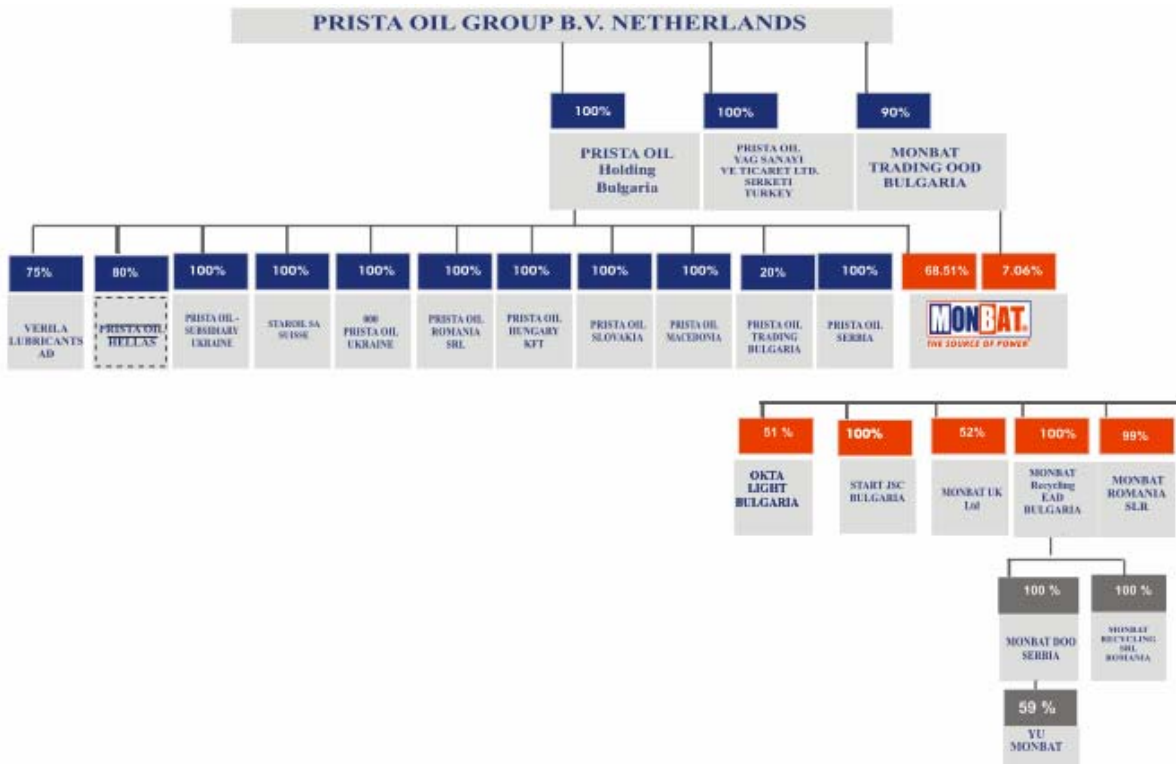 PRISTA OIL GROUP B.V. NETHERLANDS
100%
100%
90%
PRISTA OIL
Holding
Bulgaria
PRISTA OIL
YAG SANAYI
VE TICARET LTD.
SIRKETI
TURKEY
MONBAT
TRADING OOD
BULGARIA
75%
80%
100%
100%
100%
100%
100%
100%
100%
20%
100%
68.51%
7.06%
VERILA
LUBRICANTS
AD
PRISTA OIL
HELLAS
PRISTA OIL -
SUBSIDIARY
UKRAINE
STAROIL SA
SUISSE
000
PRISTA OIL
UKRAINE
PRISTA OIL
ROMANIA
SRL
PRISTA OIL
HUNGARY
KFT
PRISTA OIL
SLOVAKIA
PRISTA OIL
MACEDONIA
PRISTA OIL
TRADING
BULGARIA
PRISTA OIL
SERBIA
MONBAT®
THE SOURCE OF POWER
51 %
100%
52%
100%
99%
OKTA
LIGHT
BULGARIA
START JSC
BULGARIA
MONBAT UK
Ltd
MONBAT
Recycling
EAD
BULGARIA
MONBAT
ROMANIA
SLR
100 %
100 %
MONBAT DOO
SERBIA
MONBAT
RECYCLING
SRL
ROMANIA
59 %
YU
MONBAT